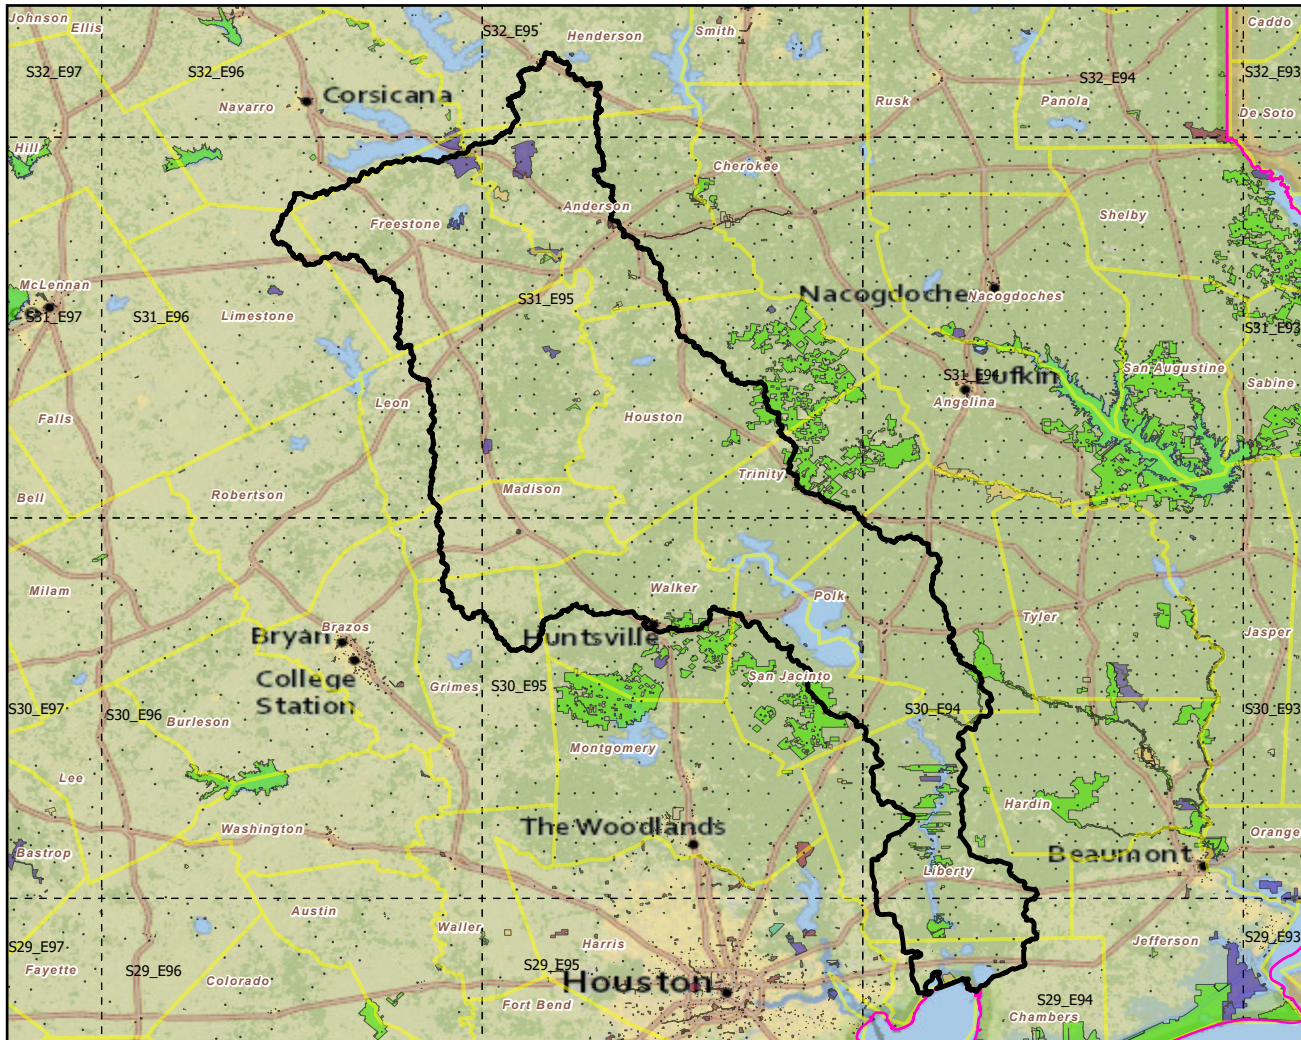 Johnson
Ellis
S32_E95
Henderson
Smith
Caddo
S32_E97
S32_E96
S32_E94
S32_E93
Corsicana
Navarro
Rusk
Panola
De Soto
Hill
Cherokee
Anderson
Freestone
Shelby
McLennan
Nacogdoche
Nacogdoches
S31_E95
S31_E97
S31_E96
Limestone
S31_E93
San Augustine
S31_E94
Lufkin
Sabine
Leon
Angelina
Falls
Houston
Trinity
Bell
Robertson
Madison
Milam
Walker
Polk
Tyler
Bryan
Brazos
Huntsville
Jasper
College
Station
Grimes
S30_E95
San Jacinto
S30_E97
S30_E96
Burleson
S30_E94
S30_E93
Montgomery
Lee
Hardin
Washington
The Woodlands
Orange
Bastrop
Beaumont
Liberty
Austin
Waller
Harris
Jefferson
S29_E97
S29_E93
Fayette
S29_E96
S29_E95
Colorado
Houston
Fort Bend
S29_E94
Chambers